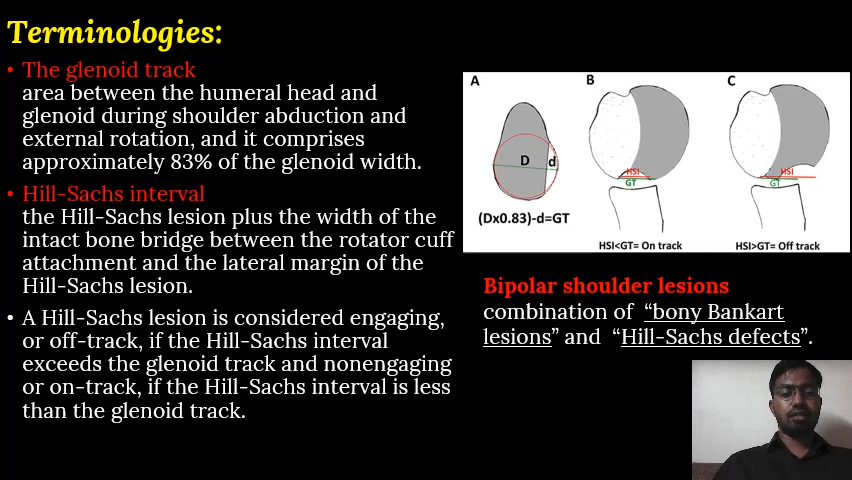 Terminologies:
• The glenoid track
area between the humeral head and
glenoid during shoulder abduction and
external rotation, and it comprises
approximately 83% of the glenoid width.
• Hill-Sachs interval
the Hill-Sachs lesion plus the width of the
intact bone bridge between the rotator cuff
attachment and the lateral margin of the
Hill-Sachs lesion.
• A Hill-Sachs lesion is considered engaging,
or off-track, if the Hill-Sachs interval
exceeds the glenoid track and nonengaging
or on-track, if the Hill-Sachs interval is less
than the glenoid track.
A
D
d
(Dx0.83)-d=GT
B
HSI
GT
HSI<GT= On track
C
HSI
GT
HSI>GT= Off track
Bipolar shoulder lesions
combination of “bony Bankart
lesions” and “Hill-Sachs defects”.